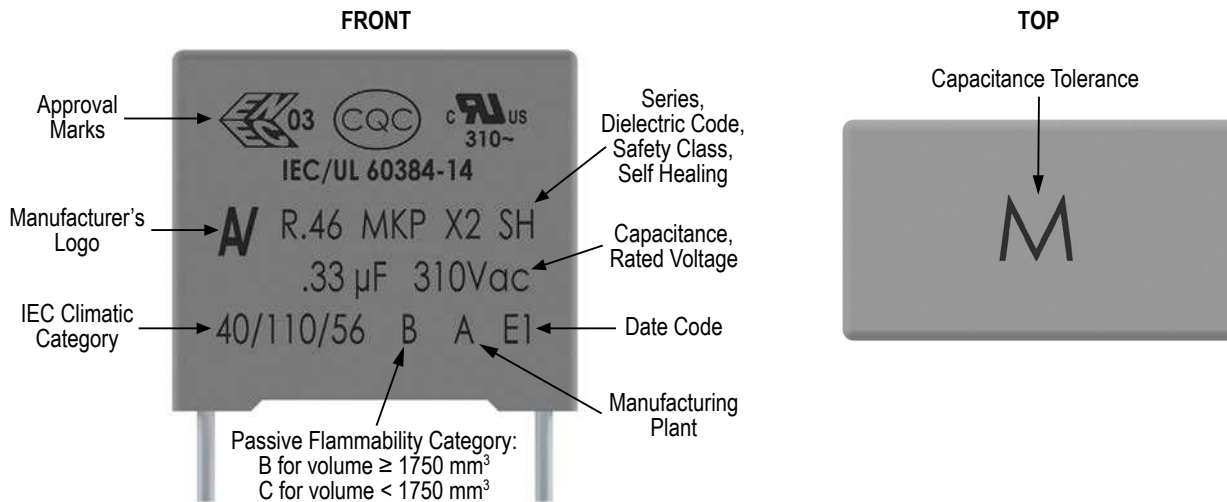 FRONT
TOP
Approval
Marks
ENEC 03
CQC
C RU US
310~
IEC/UL 60384-14
Series,
Dielectric Code,
Safety Class,
Self Healing
Capacitance Tolerance
Manufacturer's
Logo
R.46 MKP X2 SH
M
Capacitance,
Rated Voltage
.33 µF 310Vac
IEC Climatic
Category
40/110/56 B A E1
Date Code
Manufacturing
Plant
Passive Flammability Category:
B for volume ≥ 1750 mm³
C for volume < 1750 mm³